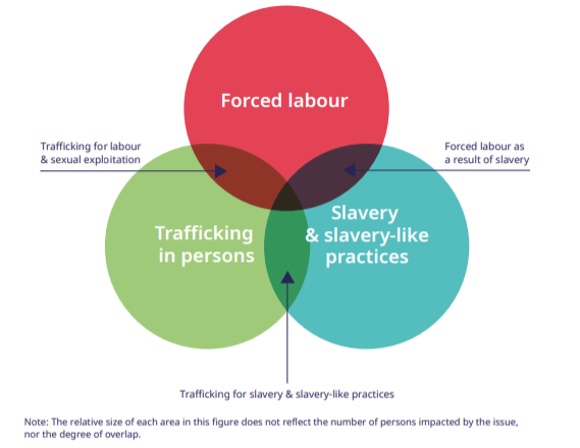 Forced labour
Trafficking for labour
& sexual exploitation
Forced labour as
a result of slavery
Trafficking
in persons
Slavery
& slavery-like
practices
Trafficking for slavery & slavery-like practices
Note: The relative size of each area in this figure does not reflect the number of persons impacted by the issue,
nor the degree of overlap.